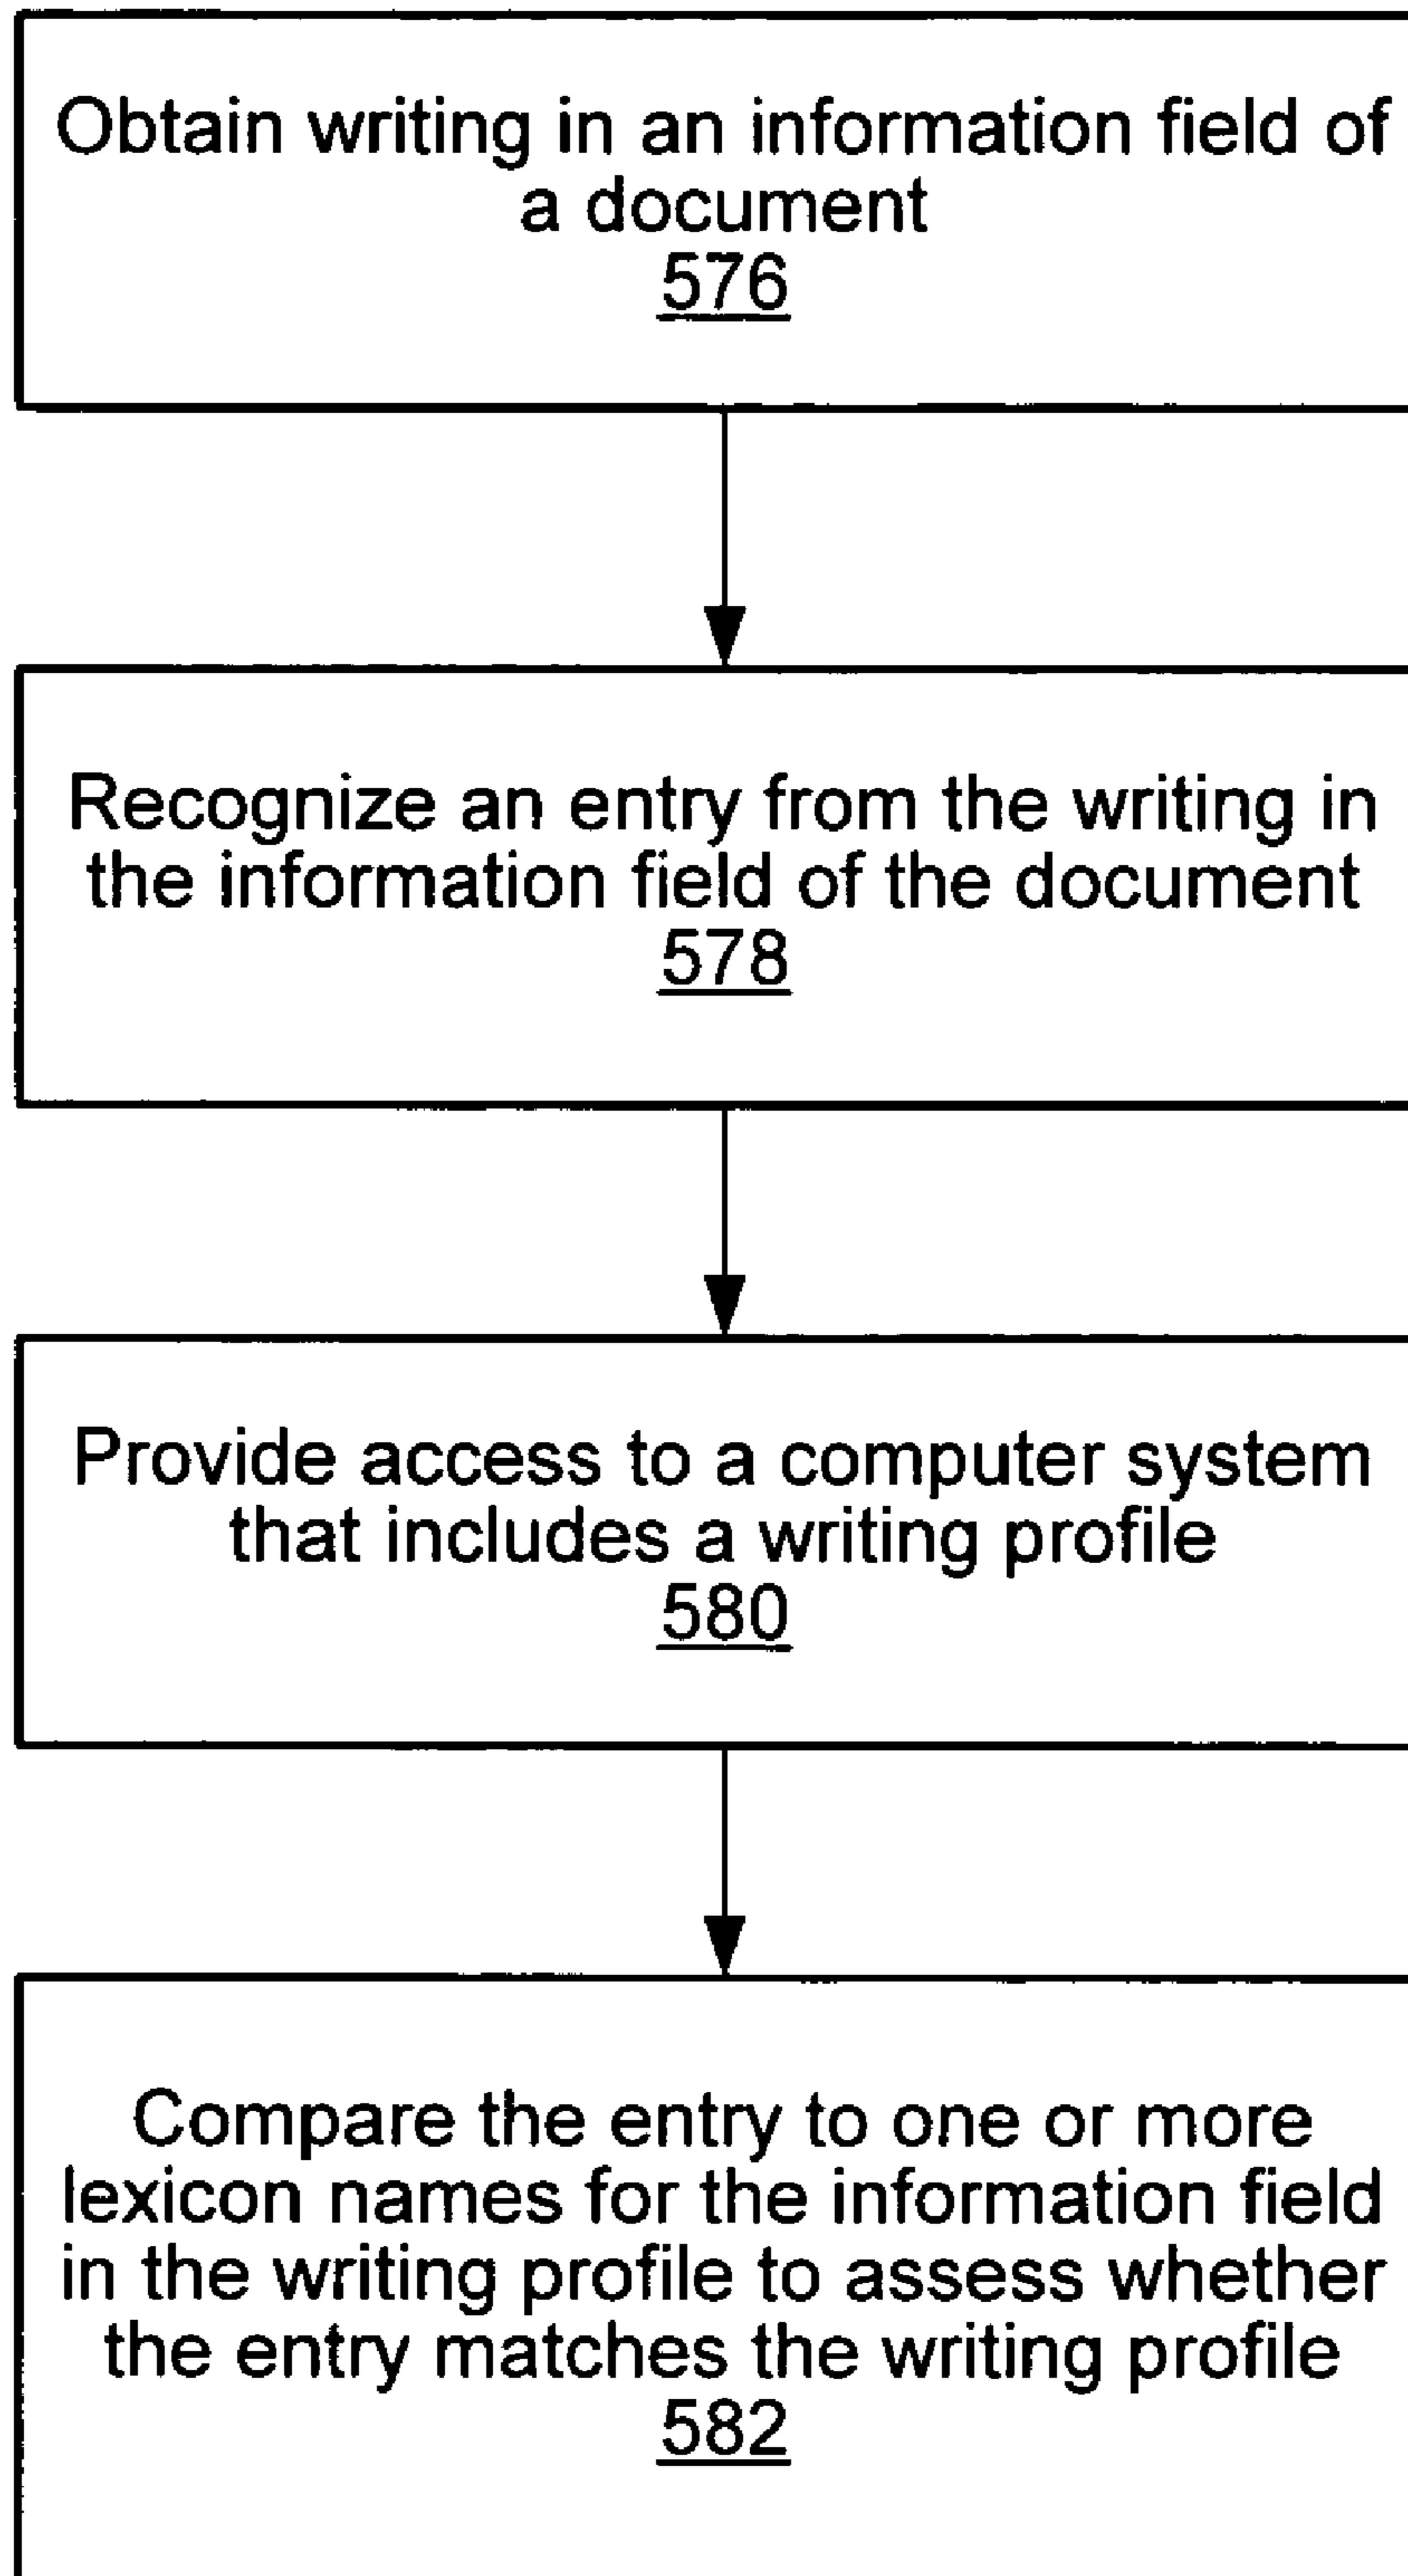 Obtain writing in an information field of
a document
576
Recognize an entry from the writing in
the information field of the document
578
Provide access to a computer system
that includes a writing profile
580
Compare the entry to one or more
lexicon names for the information field
in the writing profile to assess whether
the entry matches the writing profile
582